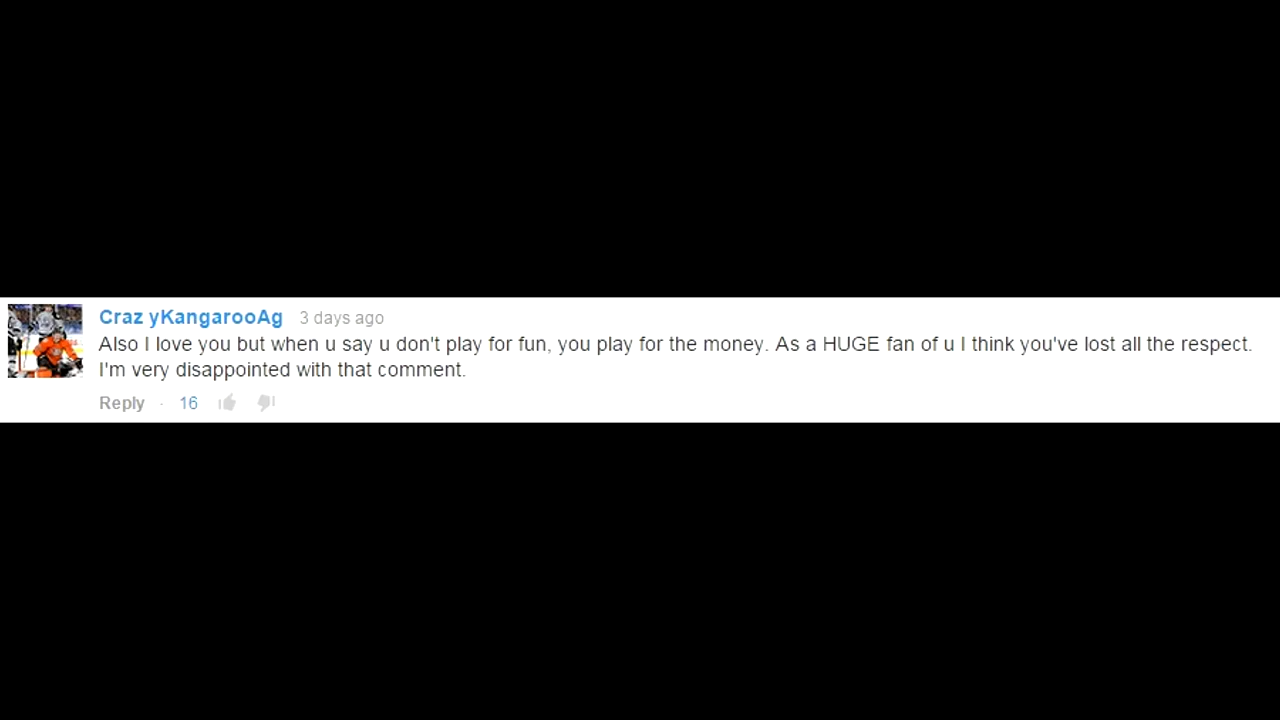 Craz yKangarooAg 3 days ago
Also I love you but when u say u don't play for fun, you play for the money. As a HUGE fan of u I think you've lost all the respect.
I'm very disappointed with that comment.
Reply · 16